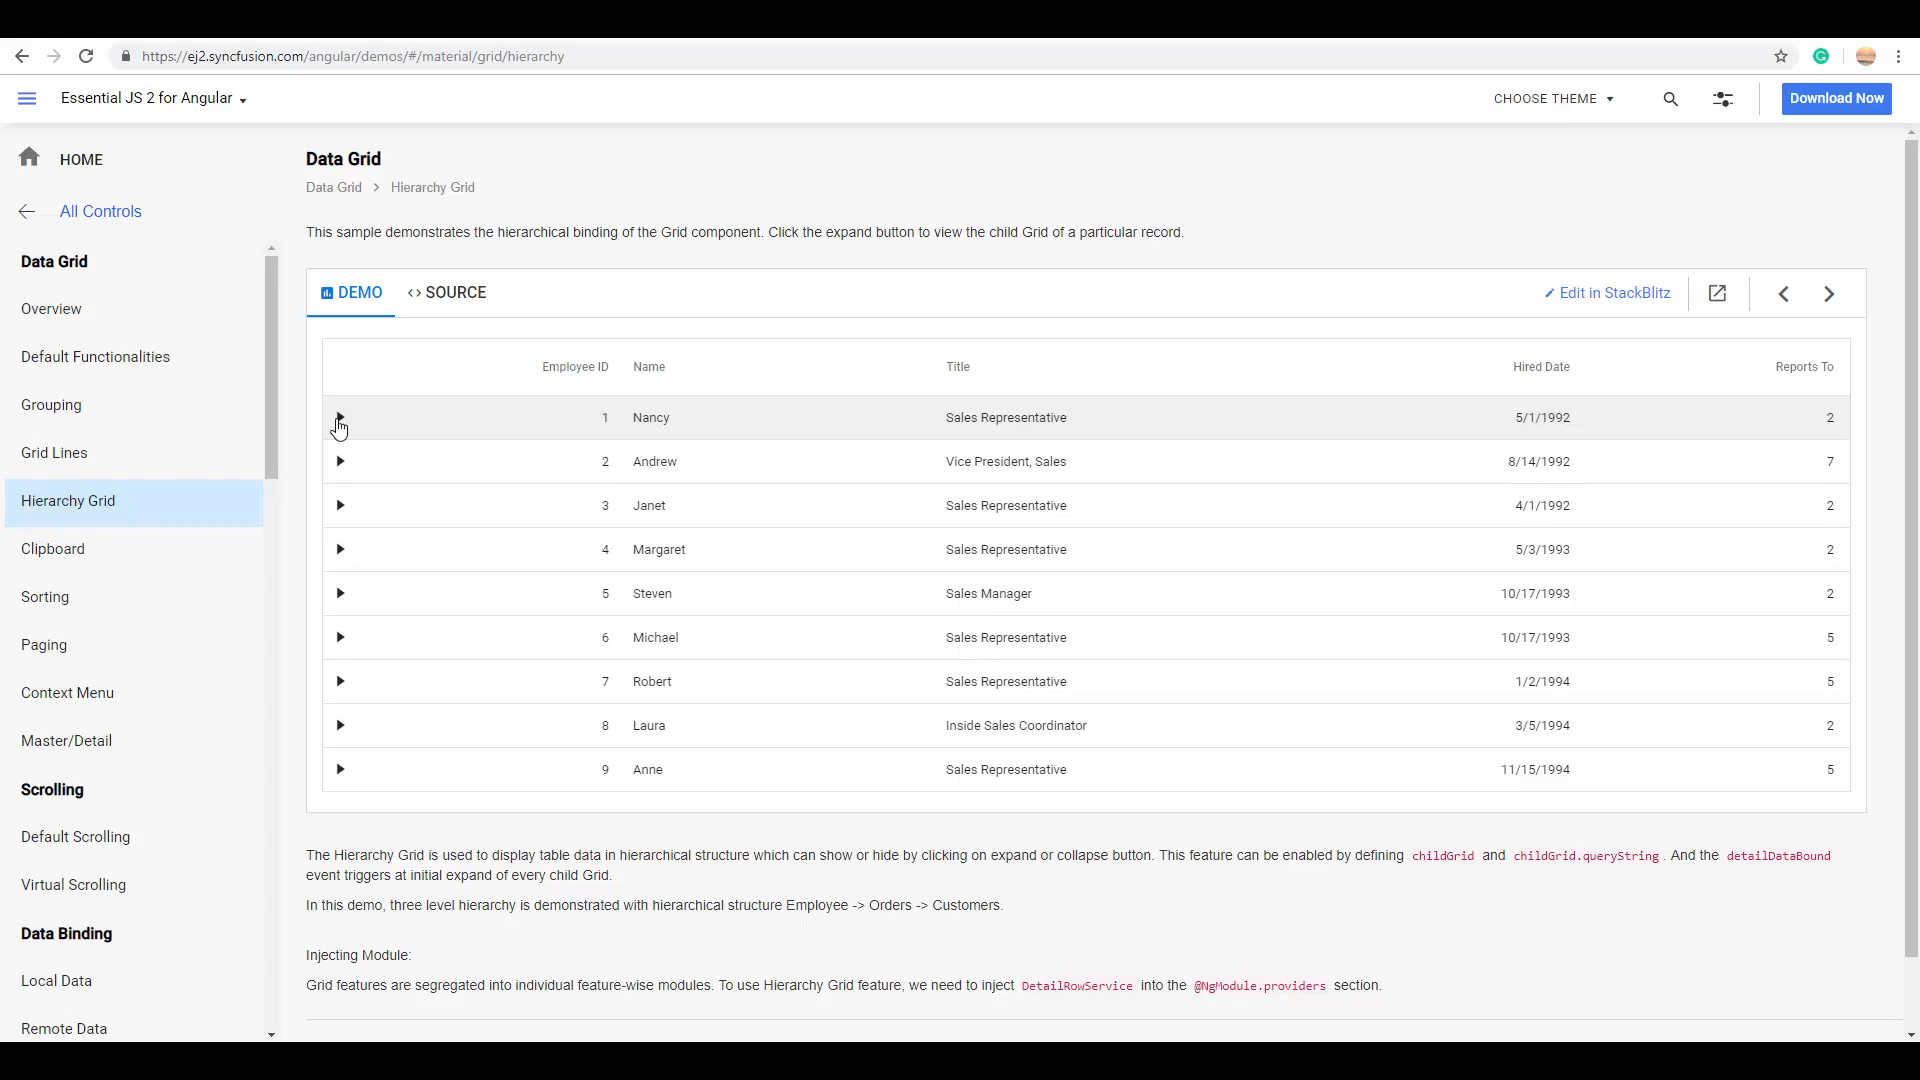 https://ej2.syncfusion.com/angular/demos/#/material/grid/hierarchy
Essential JS 2 for Angular
CHOOSE THEME
Download Now
HOME
All Controls
Data Grid
Overview
Default Functionalities
Grouping
Grid Lines
Hierarchy Grid
Clipboard
Sorting
Paging
Context Menu
Master/Detail
Scrolling
Default Scrolling
Virtual Scrolling
Data Binding
Local Data
Remote Data
Data Grid
Data Grid > Hierarchy Grid
This sample demonstrates the hierarchical binding of the Grid component. Click the expand button to view the child Grid of a particular record.
DEMO <> SOURCE Edit in StackBlitz
Employee ID Name Title Hired Date Reports To
1 Nancy Sales Representative 5/1/1992 2
2 Andrew Vice President, Sales 8/14/1992 7
3 Janet Sales Representative 4/1/1992 2
4 Margaret Sales Representative 5/3/1993 2
5 Steven Sales Manager 10/17/1993 2
6 Michael Sales Representative 10/17/1993 5
7 Robert Sales Representative 1/2/1994 5
8 Laura Inside Sales Coordinator 3/5/1994 2
9 Anne Sales Representative 11/15/1994 5
The Hierarchy Grid is used to display table data in hierarchical structure which can show or hide by clicking on expand or collapse button. This feature can be enabled by defining childGrid and childGrid.queryString . And the detailDataBound
event triggers at initial expand of every child Grid.
In this demo, three level hierarchy is demonstrated with hierarchical structure Employee -> Orders -> Customers.
Injecting Module:
Grid features are segregated into individual feature-wise modules. To use Hierarchy Grid feature, we need to inject DetailRowService into the @NgModule.providers section.